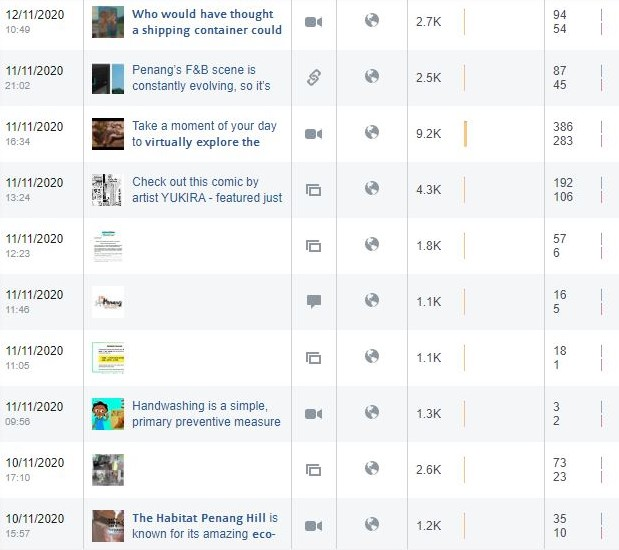 12/11/2020
10:49
Who would have thought
a shipping container could
2.7K
94
54
11/11/2020
21:02
Penang's F&B scene is
constantly evolving, so it's
2.5K
87
45
11/11/2020
16:34
Take a moment of your day
to virtually explore the
9.2K
386
283
11/11/2020
13:24
Check out this comic by
artist YUKIRA - featured just
4.3K
192
106
11/11/2020
12:23
1.8K
57
6
11/11/2020
11:46
Penang
1.1K
16
5
11/11/2020
11:05
1.1K
18
1
11/11/2020
09:56
Handwashing is a simple,
primary preventive measure
1.3K
3
2
10/11/2020
17:10
2.6K
73
23
10/11/2020
15:57
The Habitat Penang Hill is
known for its amazing eco-
1.2K
35
10